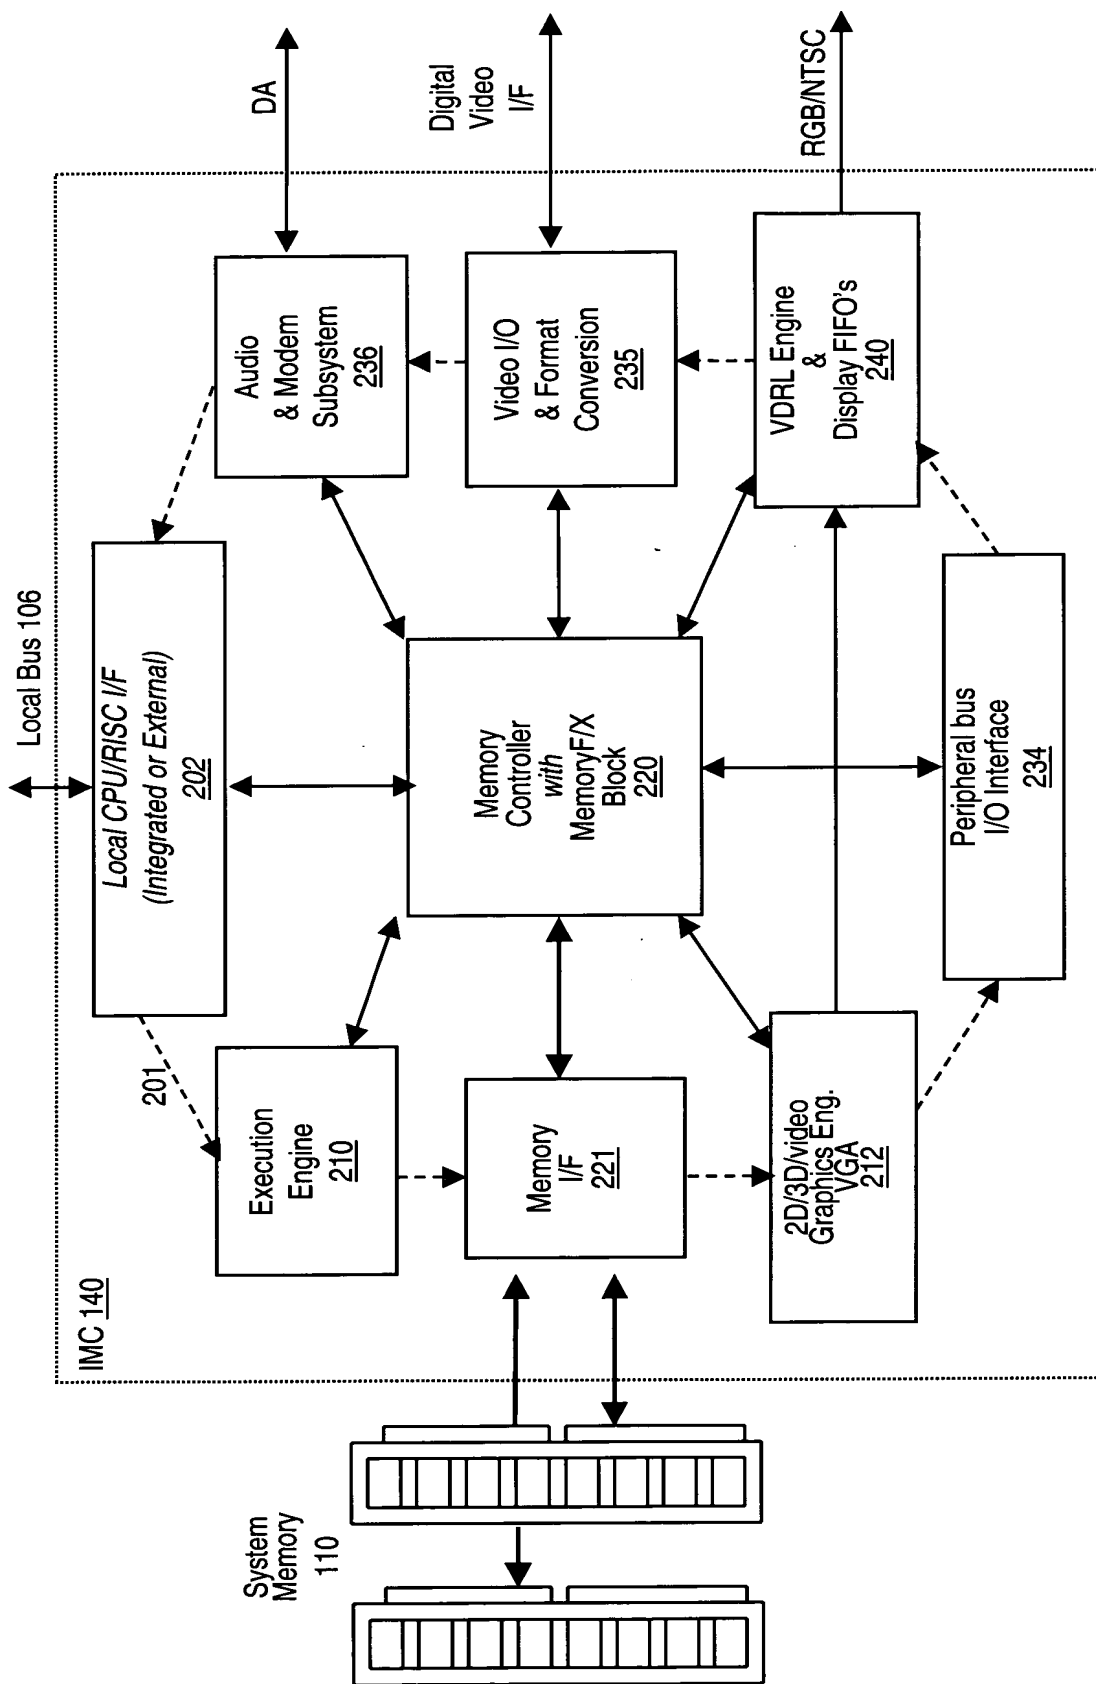 Local Bus 106
IMC 140
Local CPU/RISC I/F
(Integrated or External)
202
201
Execution
Engine
210
Audio
& Modem
Subsystem
236
DA
System
Memory
110
Memory
I/F
221
Memory
Controller
with
MemoryF/X
Block
220
Video I/O
& Format
Conversion
235
Digital
Video
I/F
2D/3D/video
Graphics Eng.
VGA
212
VDRL Engine
&
Display FIFO's
240
RGB/NTSC
Peripheral bus
I/O Interface
234